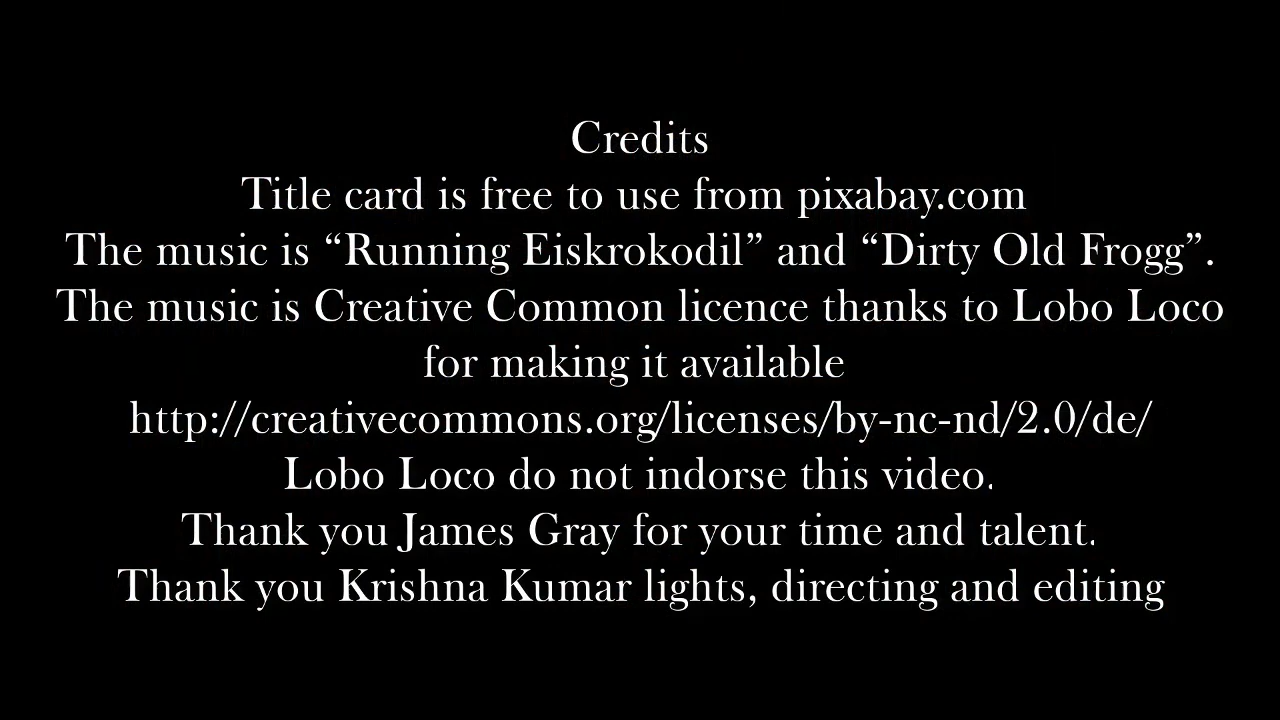 Credits
Title card is free to use from pixabay.com
The music is “Running Eiskrokodil” and “Dirty Old Frogg”.
The music is Creative Common licence thanks to Lobo Loco
for making it available
http://creativecommons.org/licenses/by-nc-nd/2.0/de/
Lobo Loco do not indorse this video.
Thank you James Gray for your time and talent.
Thank you Krishna Kumar lights, directing and editing